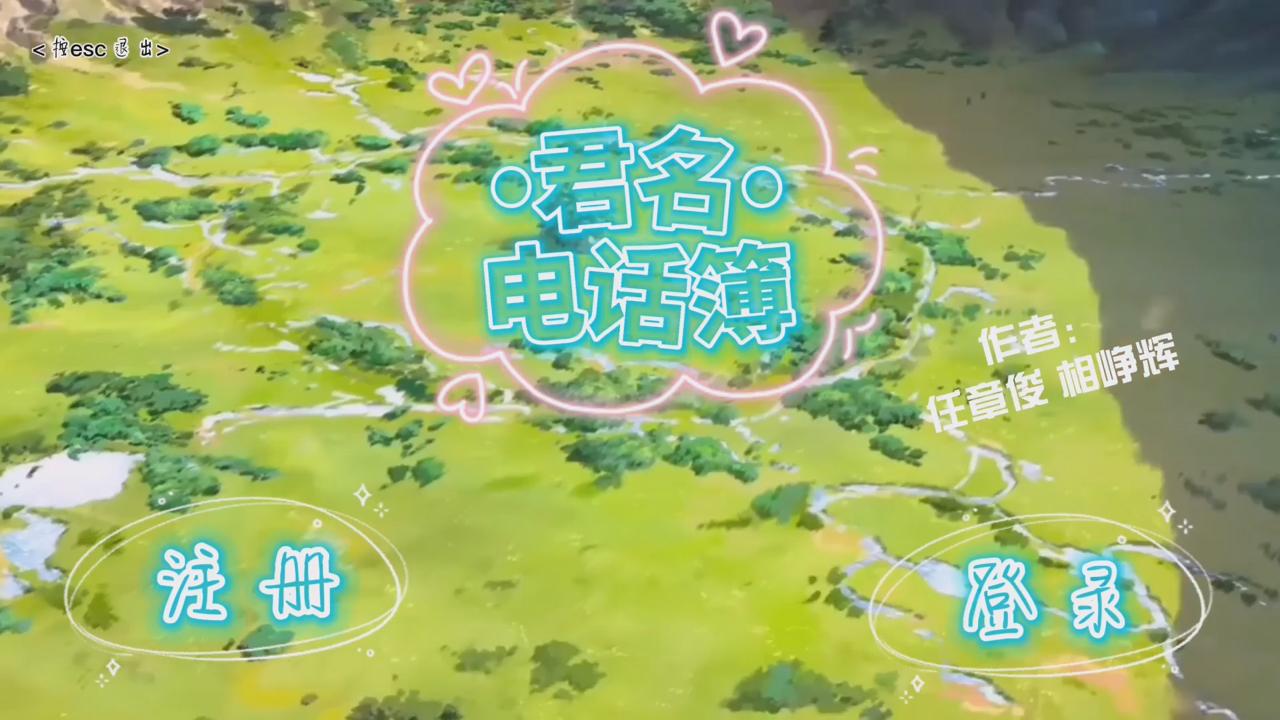 <按esc退出>
·君名·
电话簿
作者：
任章俊 相峥辉
注册
登录